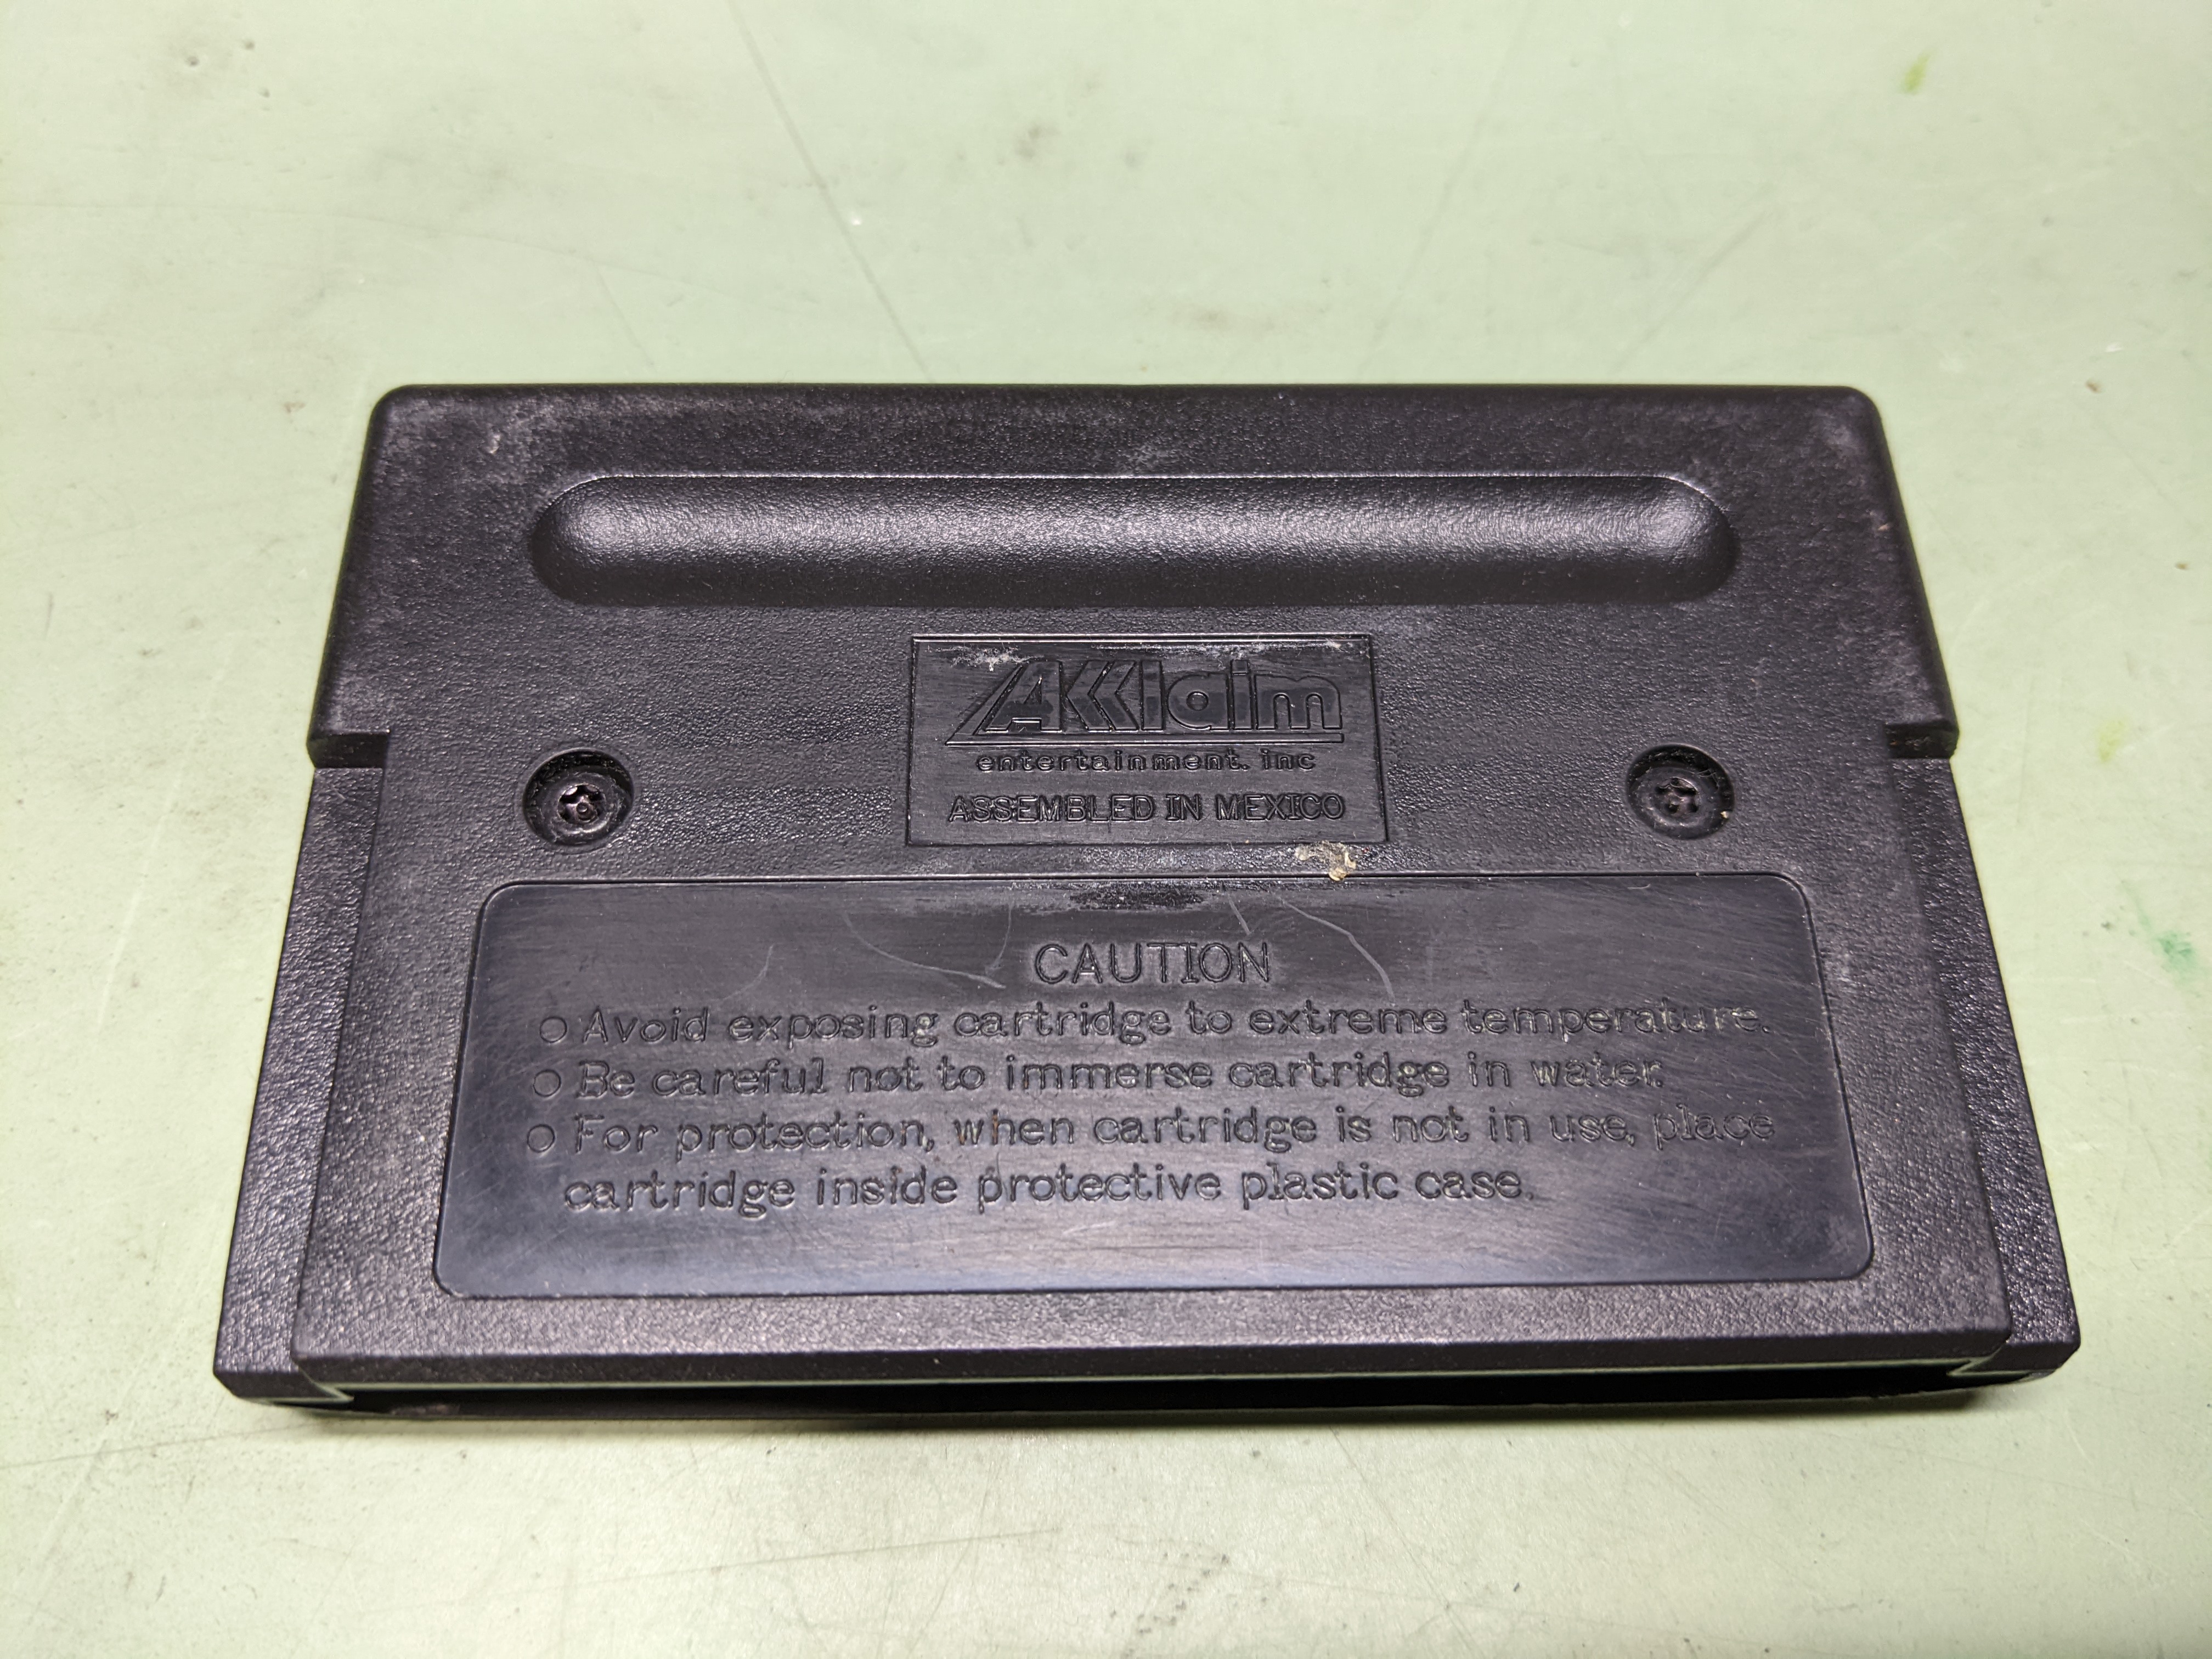 Akklaim
entertainment. inc
ASSEMBLED IN MEXICO
CAUTION
○ Avoid exposing cartridge to extreme temperature.
○ Be careful not to immerse cartridge in water.
○ For protection, when cartridge is not in use, place
cartridge inside protective plastic case.